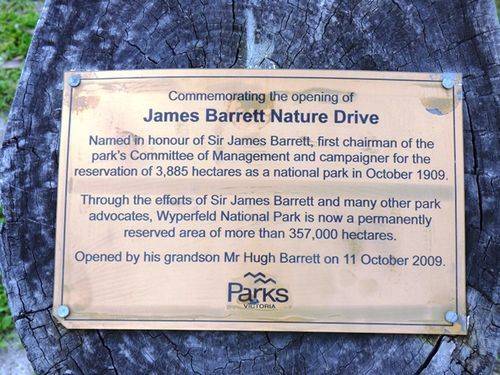 Commemorating the opening of
James Barrett Nature Drive
Named in honour of Sir James Barrett, first chairman of the
park's Committee of Management and campaigner for the
reservation of 3,885 hectares as a national park in October 1909.
Through the efforts of Sir James Barrett and many other park
advocates, Wyperfeld National Park is now a permanently
reserved area of more than 357,000 hectares.
Opened by his grandson Mr Hugh Barrett on 11 October 2009.
Parks
VICTORIA